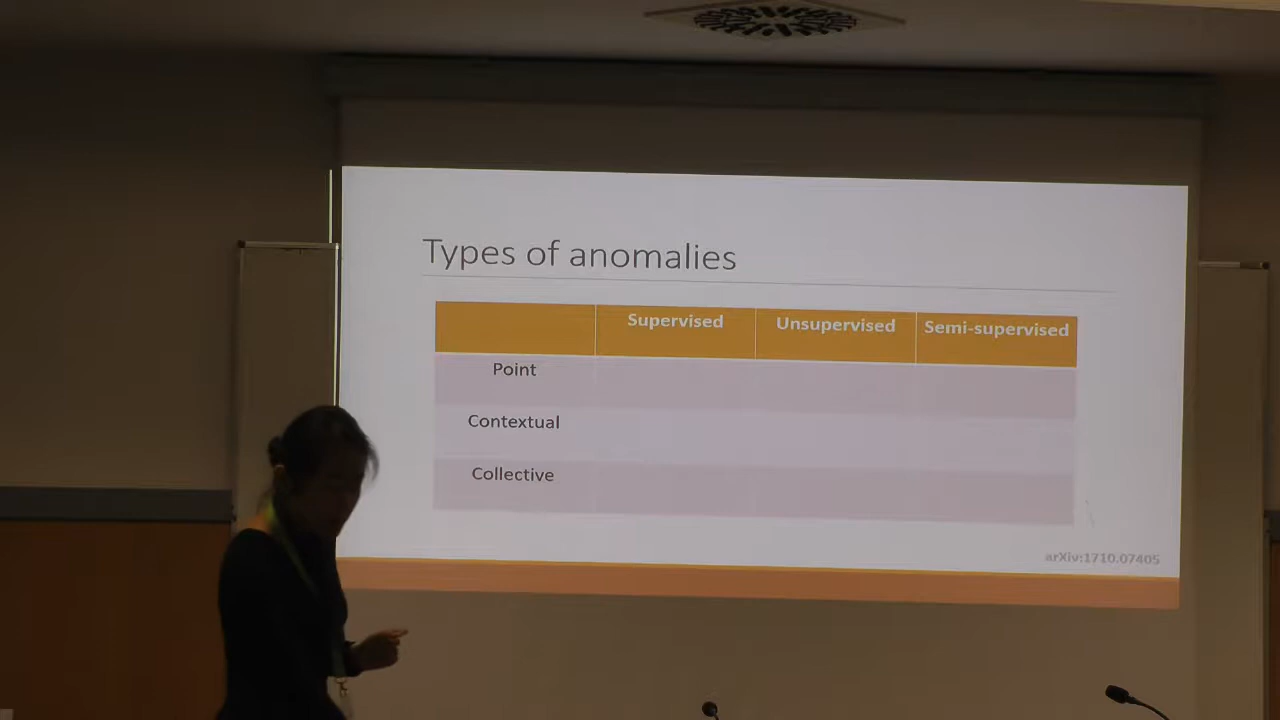 Types of anomalies
Supervised Unsupervised Semi-supervised
Point
Contextual
Collective
arXiv:1710.07405